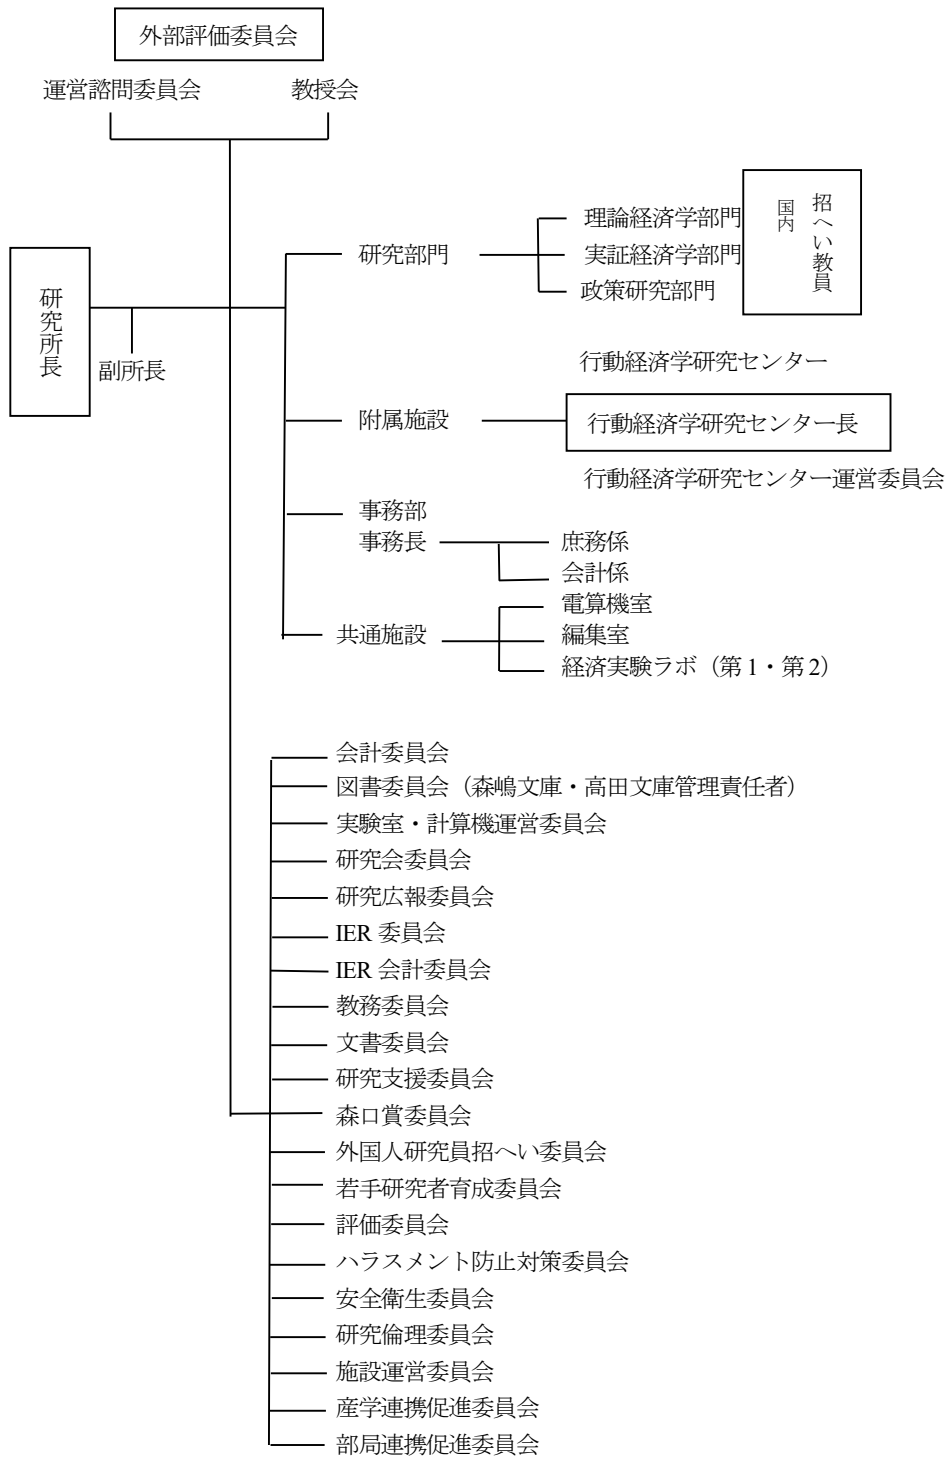 外部評価委員会
運営諮問委員会
教授会
研究所長
副所長
研究部門
理論経済学部門
実証経済学部門
政策研究部門
招へい教員
国内
附属施設
行動経済学研究センター
行動経済学研究センター長
行動経済学研究センター運営委員会
事務部
事務長
庶務係
会計係
共通施設
電算機室
編集室
経済実験ラボ（第1・第2）
会計委員会
図書委員会（森嶋文庫・高田文庫管理責任者）
実験室・計算機運営委員会
研究会委員会
研究広報委員会
IER 委員会
IER 会計委員会
教務委員会
文書委員会
研究支援委員会
森口賞委員会
外国人研究員招へい委員会
若手研究者育成委員会
評価委員会
ハラスメント防止対策委員会
安全衛生委員会
研究倫理委員会
施設運営委員会
産学連携促進委員会
部局連携促進委員会